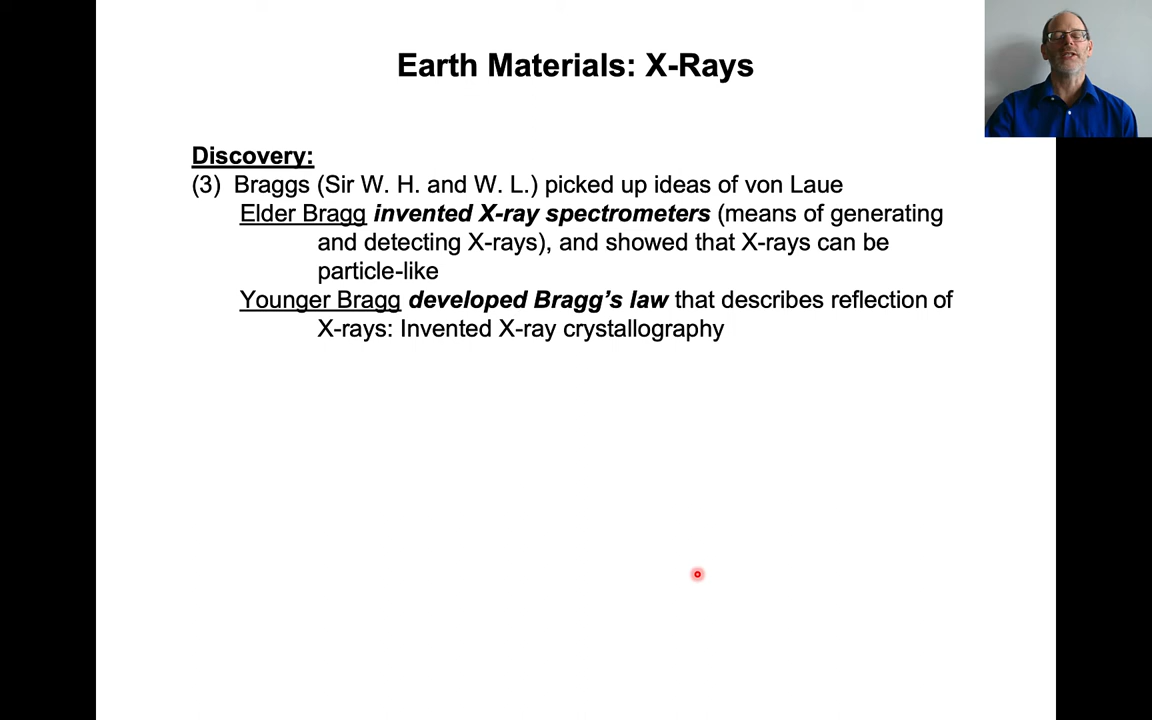 Earth Materials: X-Rays
Discovery:
(3) Braggs (Sir W. H. and W. L.) picked up ideas of von Laue
Elder Bragg invented X-ray spectrometers (means of generating
and detecting X-rays), and showed that X-rays can be
particle-like
Younger Bragg developed Bragg’s law that describes reflection of
X-rays: Invented X-ray crystallography